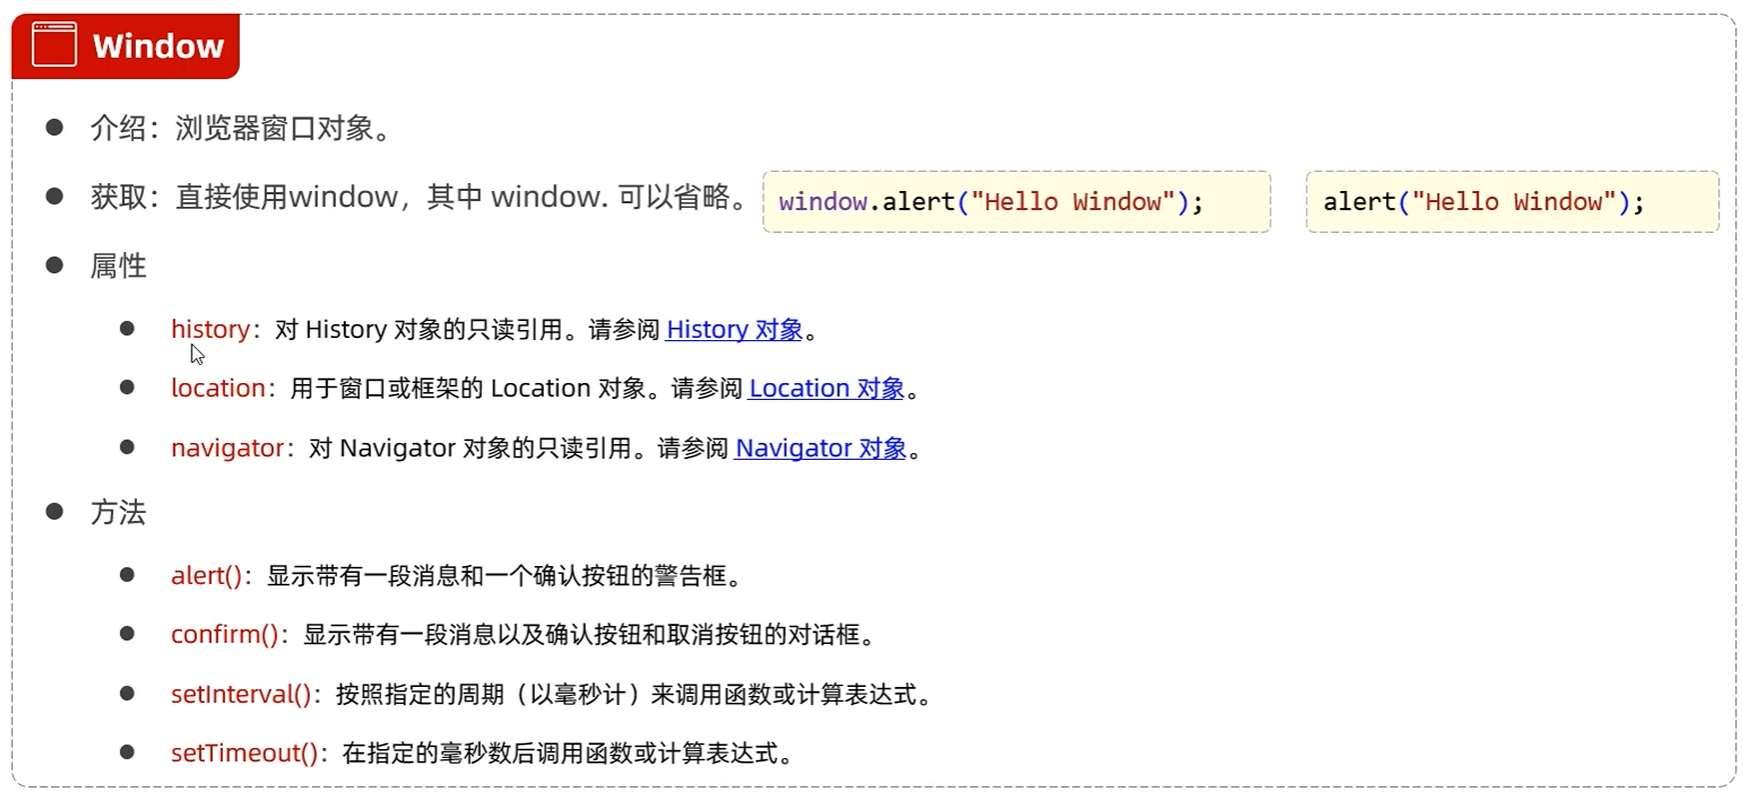 Window
介绍：浏览器窗口对象。
获取：直接使用window，其中 window. 可以省略。 window.alert("Hello Window"); alert("Hello Window");
属性
history：对 History 对象的只读引用。请参阅 History 对象。
location：用于窗口或框架的 Location 对象。请参阅 Location 对象。
navigator：对 Navigator 对象的只读引用。请参阅 Navigator 对象。
方法
alert()：显示带有一段消息和一个确认按钮的警告框。
confirm()：显示带有一段消息以及确认按钮和取消按钮的对话框。
setInterval()：按照指定的周期（以毫秒计）来调用函数或计算表达式。
setTimeout()：在指定的毫秒数后调用函数或计算表达式。